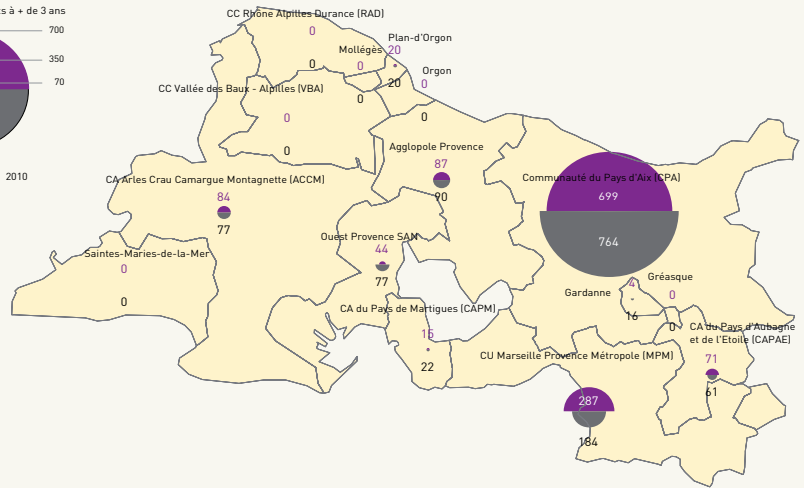 ts à + de 3 ans
700
350
70
2010
CC Rhône Alpilles Durance (RAD)
0
0
Plan-d'Orgon
20
20
Mollégès
0
0
Orgon
0
0
CC Vallée des Baux - Alpilles (VBA)
0
0
Agglopole Provence
87
90
CA Arles Crau Camargue Montagnette (ACCM)
84
77
Communauté du Pays d'Aix (CPA)
699
764
Ouest Provence SAN
44
77
Saintes-Maries-de-la-Mer
0
0
Gréasque
0
0
Gardanne
4
16
CA du Pays de Martigues (CAPM)
15
22
CA du Pays d'Aubagne
et de l'Etoile (CAPAE)
71
61
CU Marseille Provence Métropole (MPM)
287
184